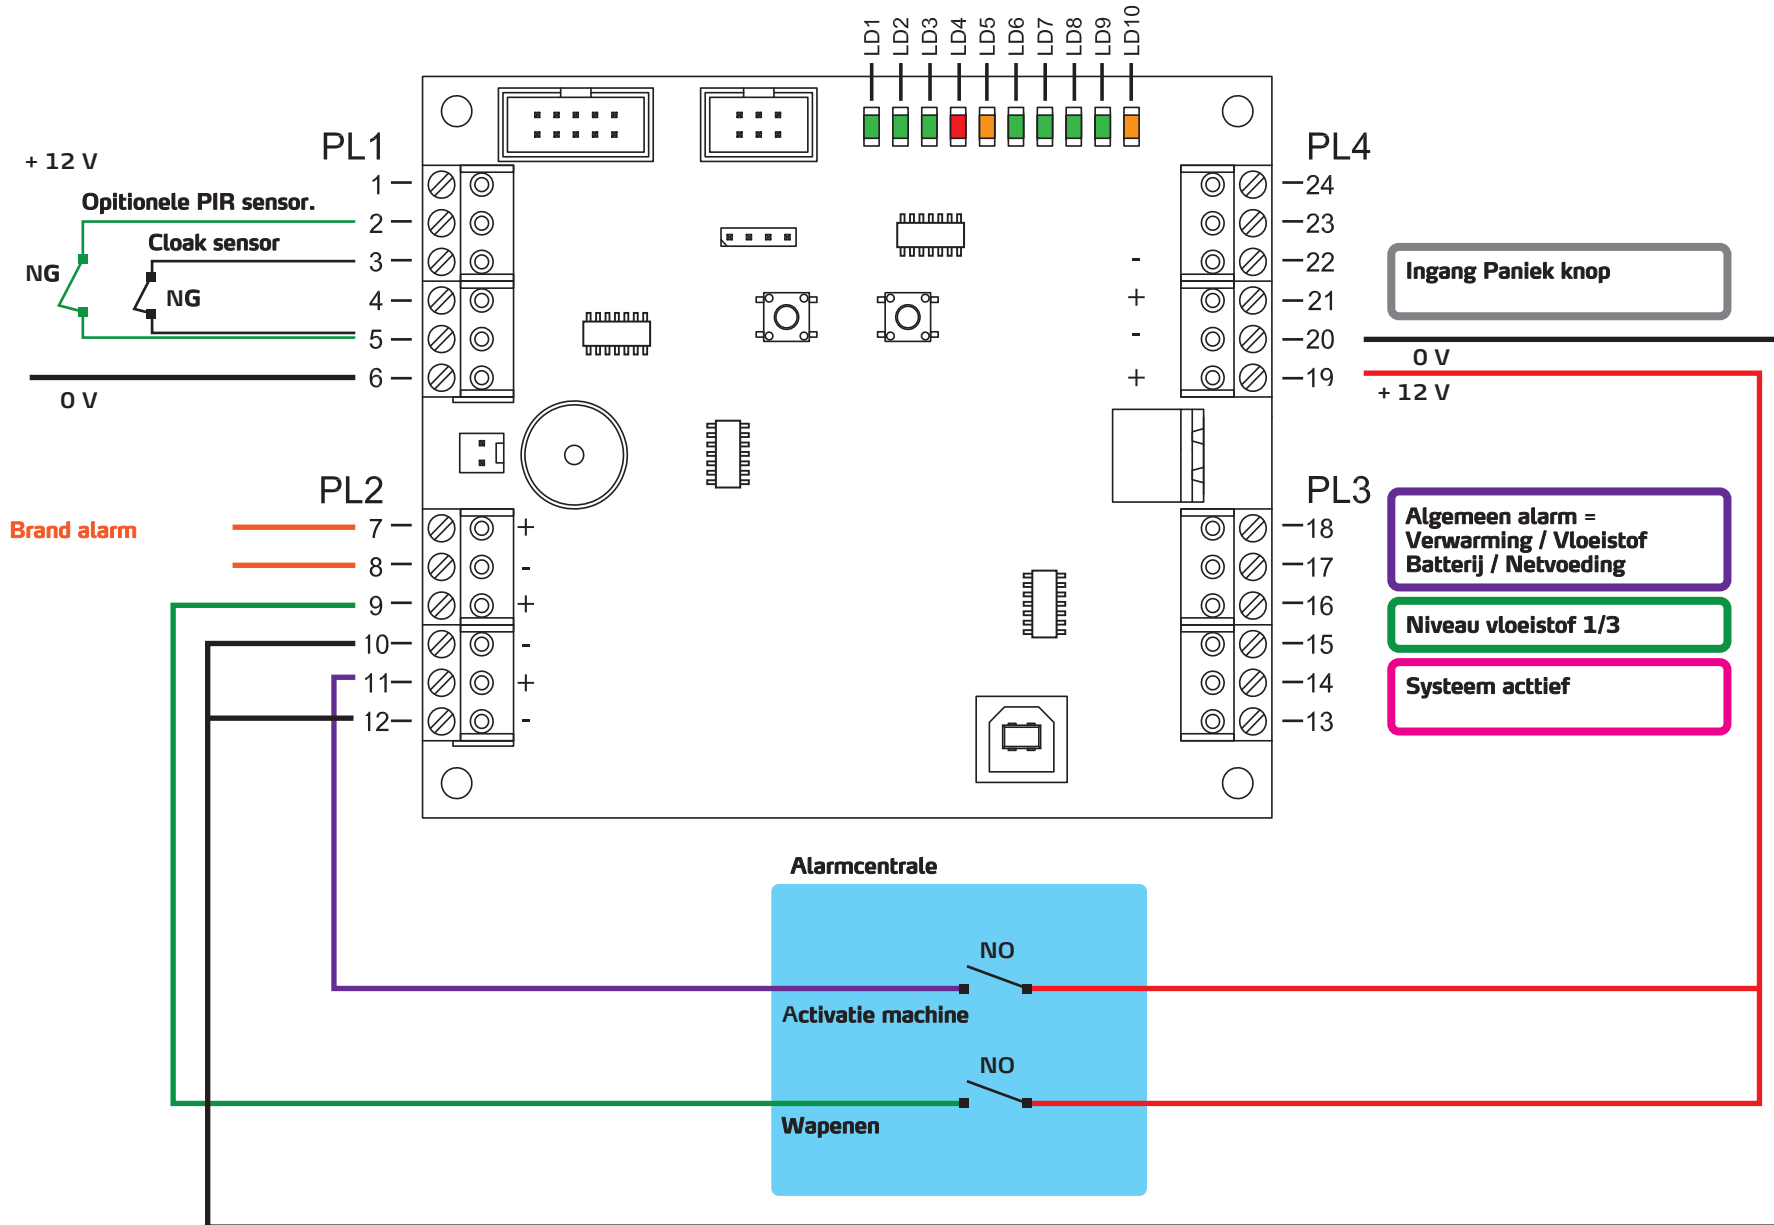 LD1 LD2 LD3 LD4 LD5 LD6 LD7 LD8 LD9 LD10
PL1
+ 12 V
1
Opitionele PIR sensor.
2
Cloak sensor
3
NG
NG
4
5
6
0 V
PL4
24
23
- 22
+ 21
- 20
+ 19
Ingang Paniek knop
0 V
+ 12 V
PL2
Brand alarm
7 +
8 -
9 +
10 -
11 +
12 -
PL3
18
17
16
15
14
13
Algemeen alarm =
Verwarming / Vloeistof
Batterij / Netvoeding
Niveau vloeistof 1/3
Systeem acttief
Alarmcentrale
NO
Activatie machine
NO
Wapenen